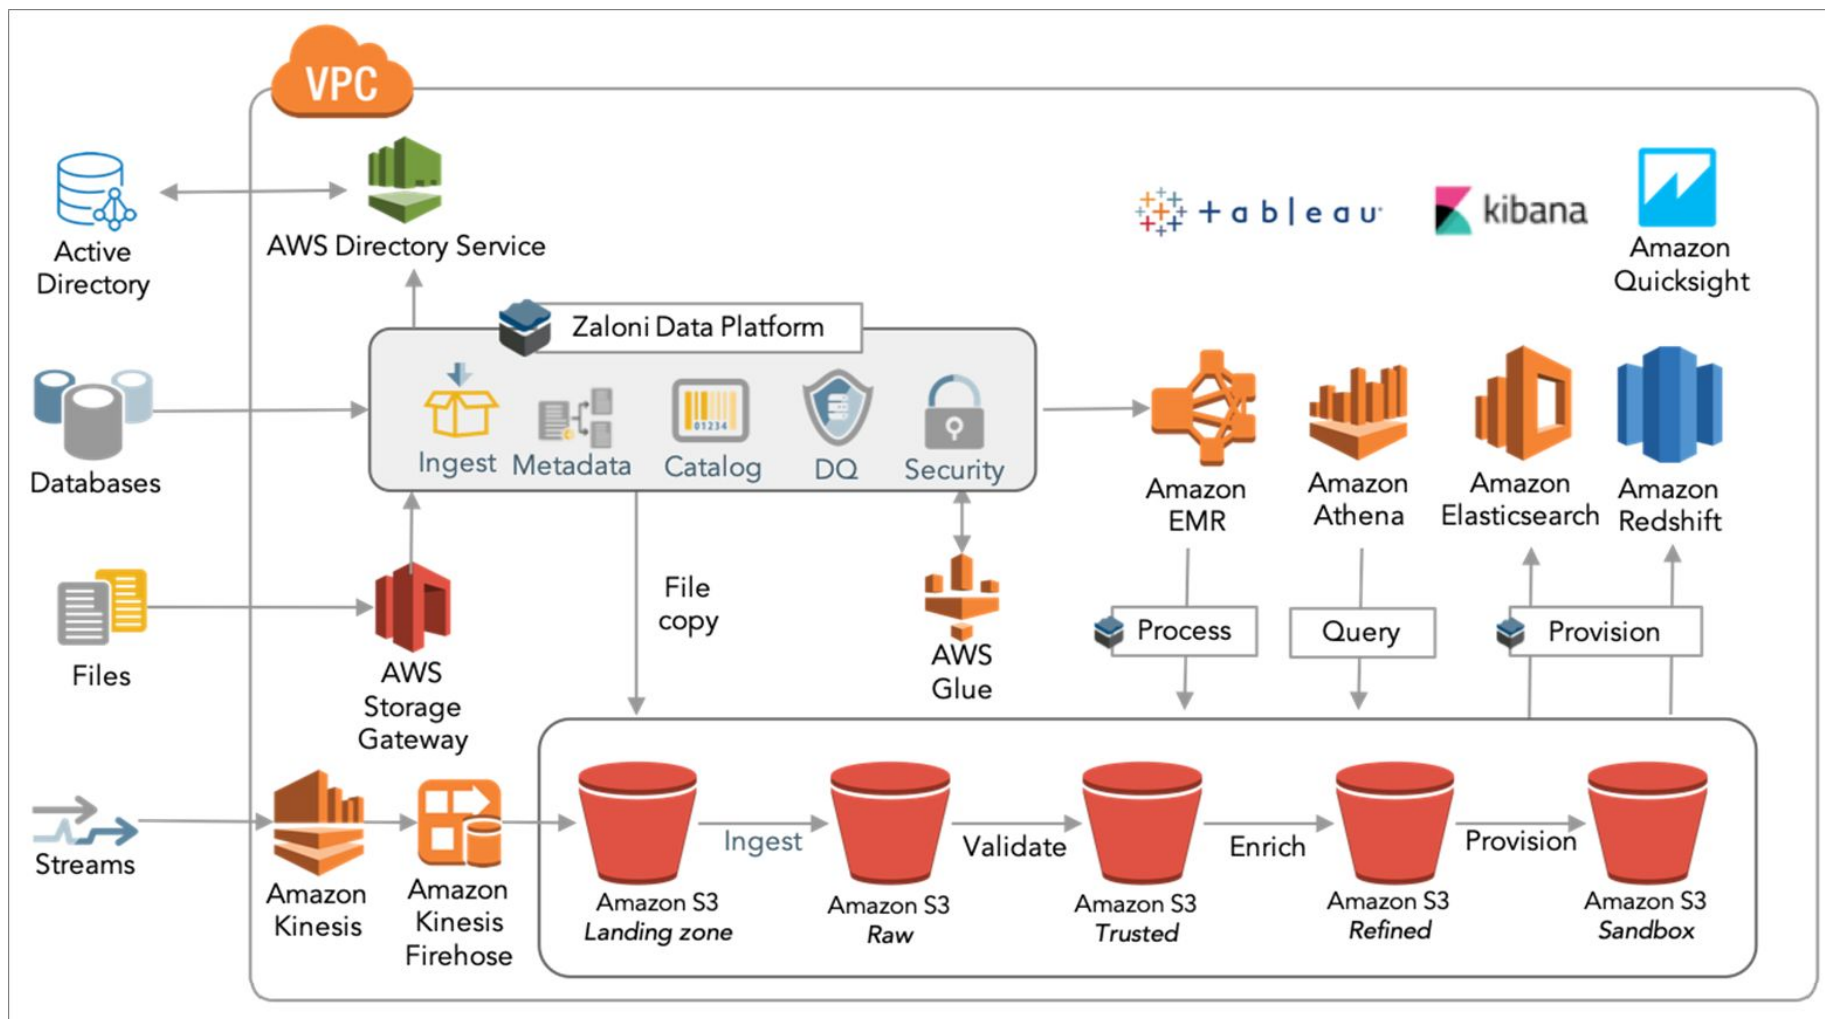 VPC
Active
Directory
AWS Directory Service
tableau
kibana
Amazon
Quicksight
Zaloni Data Platform
Databases
Ingest
Metadata
01234
Catalog
DQ
Security
Amazon
EMR
Amazon
Athena
Amazon
Elasticsearch
Amazon
Redshift
Files
AWS
Storage
Gateway
File
copy
AWS
Glue
Process
Query
Provision
Streams
Amazon
Kinesis
Amazon
Kinesis
Firehose
Ingest
Validate
Enrich
Provision
Amazon S3
Landing zone
Amazon S3
Raw
Amazon S3
Trusted
Amazon S3
Refined
Amazon S3
Sandbox